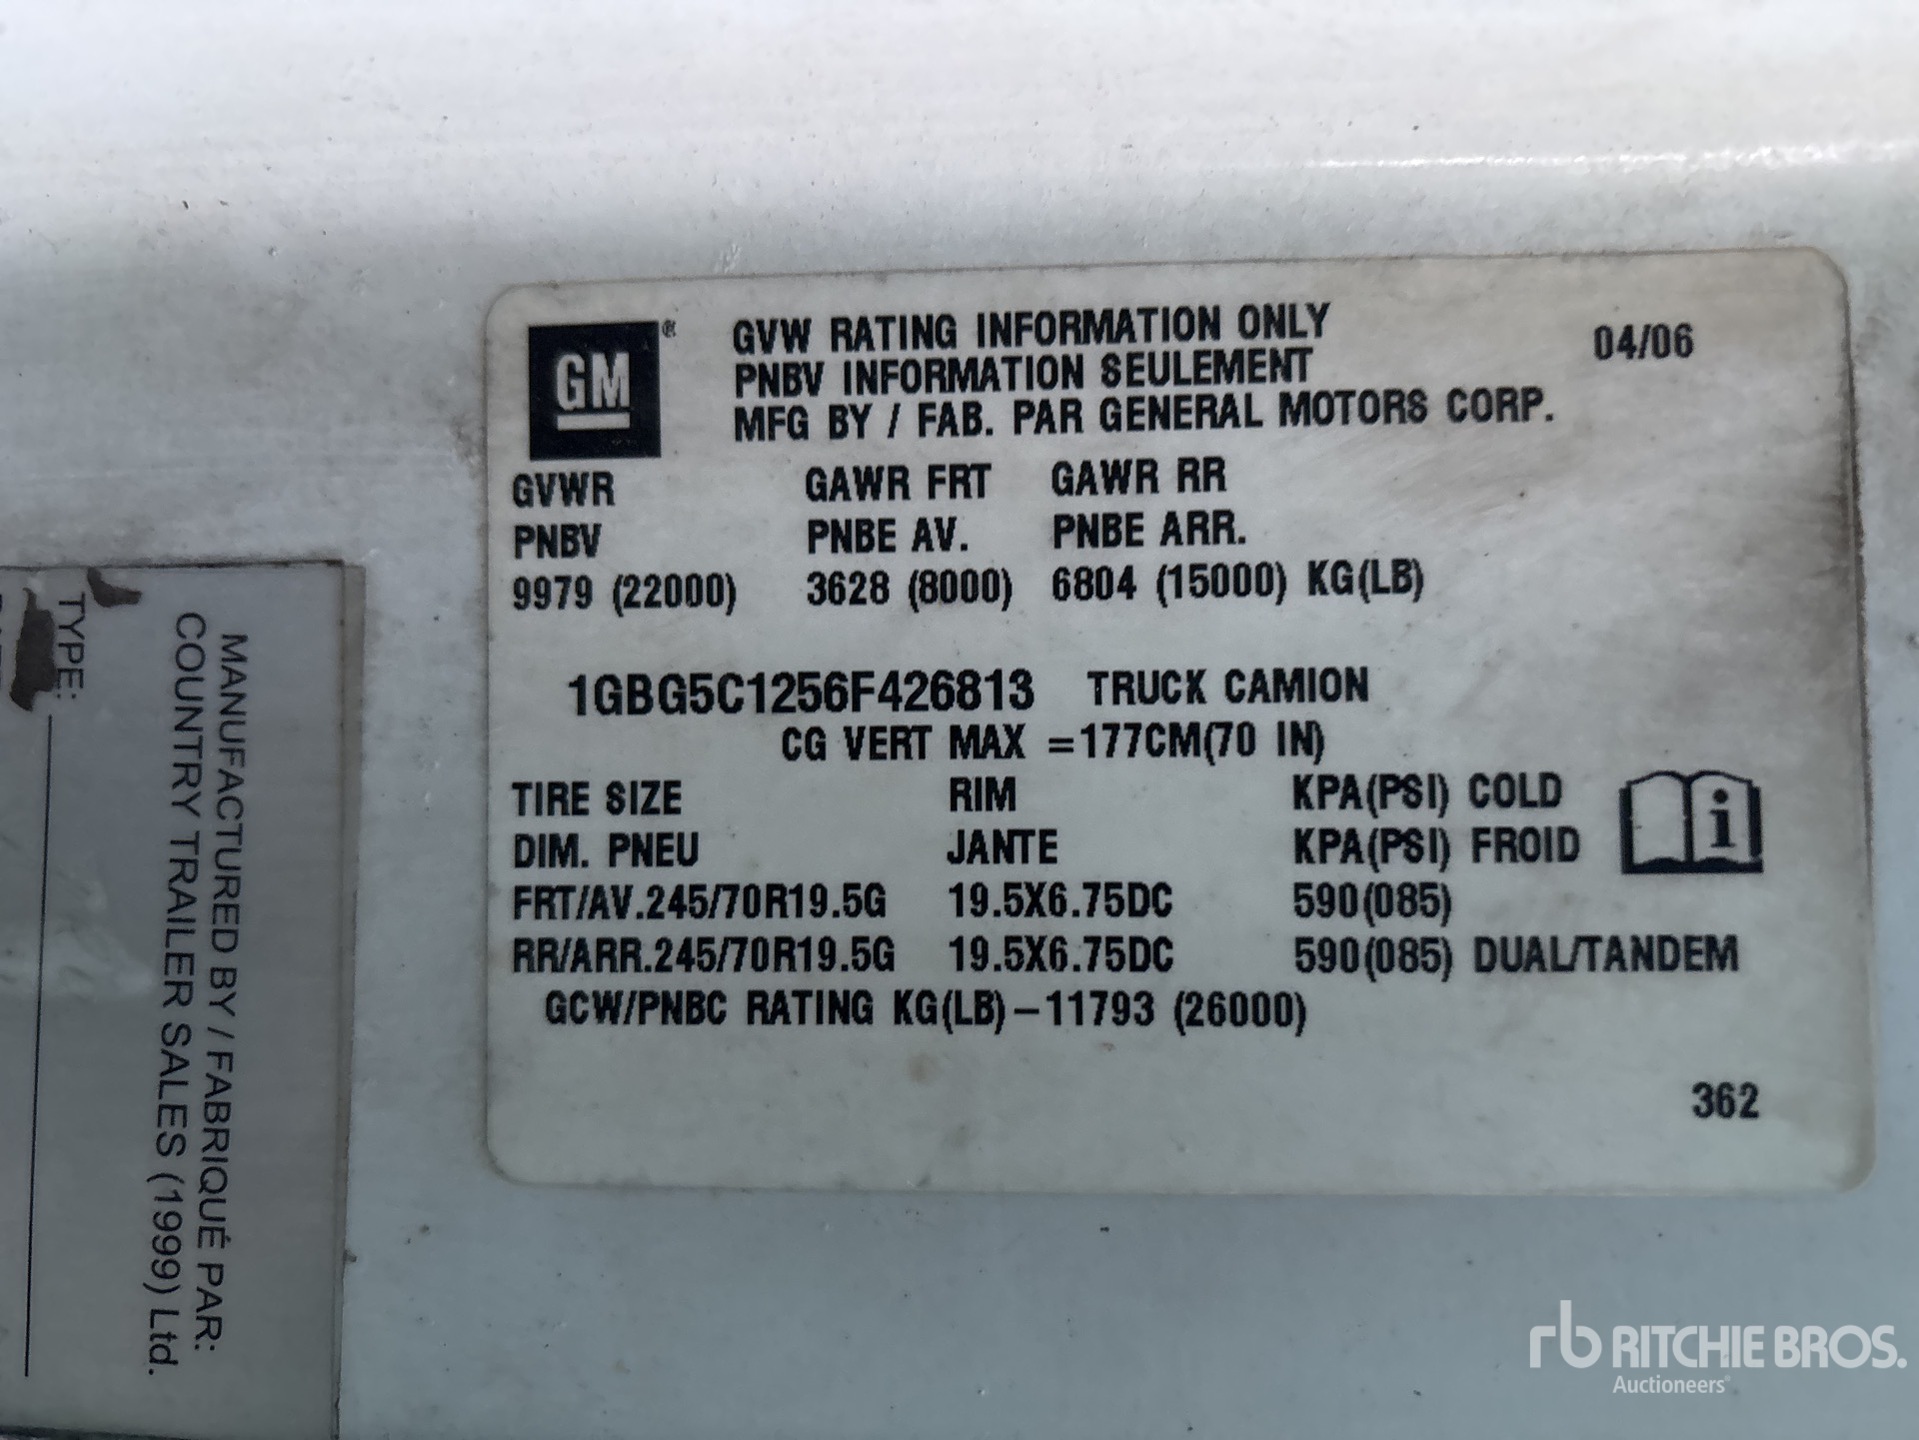 GM®
GVW RATING INFORMATION ONLY 04/06
PNBV INFORMATION SEULEMENT
MFG BY / FAB. PAR GENERAL MOTORS CORP.
GVWR GAWR FRT GAWR RR
PNBV PNBE AV. PNBE ARR.
9979 (22000) 3628 (8000) 6804 (15000) KG(LB)
1GBG5C1256F426813 TRUCK CAMION
CG VERT MAX =177CM(70 IN)
TIRE SIZE RIM KPA(PSI) COLD
DIM. PNEU JANTE KPA(PSI) FROID
FRT/AV.245/70R19.5G 19.5X6.75DC 590(085)
RR/ARR.245/70R19.5G 19.5X6.75DC 590(085) DUAL/TANDEM
GCW/PNBC RATING KG(LB)–11793 (26000)
362
MANUFACTURED BY / FABRIQUÉ PAR:
COUNTRY TRAILER SALES (1999) Ltd.
TYPE:
rb RITCHIE BROS.
Auctioneers